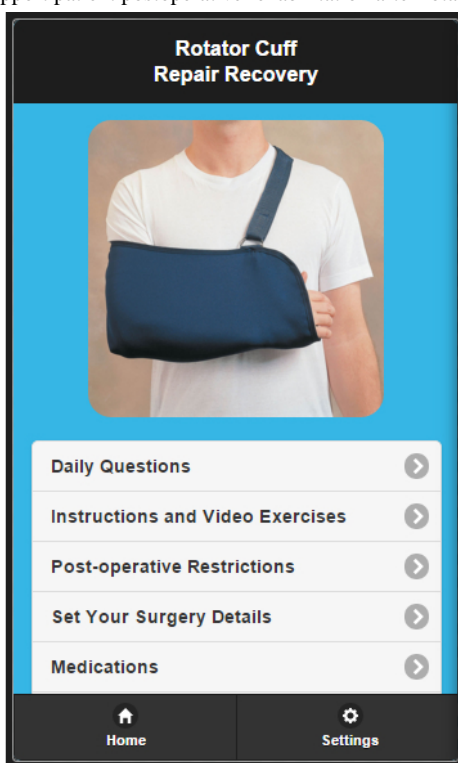 Rotator Cuff
Repair Recovery
Daily Questions
Instructions and Video Exercises
Post-operative Restrictions
Set Your Surgery Details
Medications
Home
Settings